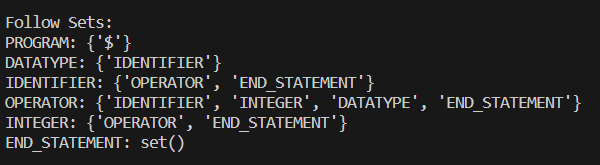 Follow Sets:
PROGRAM: {'$'}
DATATYPE: {'IDENTIFIER'}
IDENTIFIER: {'OPERATOR', 'END_STATEMENT'}
OPERATOR: {'IDENTIFIER', 'INTEGER', 'DATATYPE', 'END_STATEMENT'}
INTEGER: {'OPERATOR', 'END_STATEMENT'}
END_STATEMENT: set()